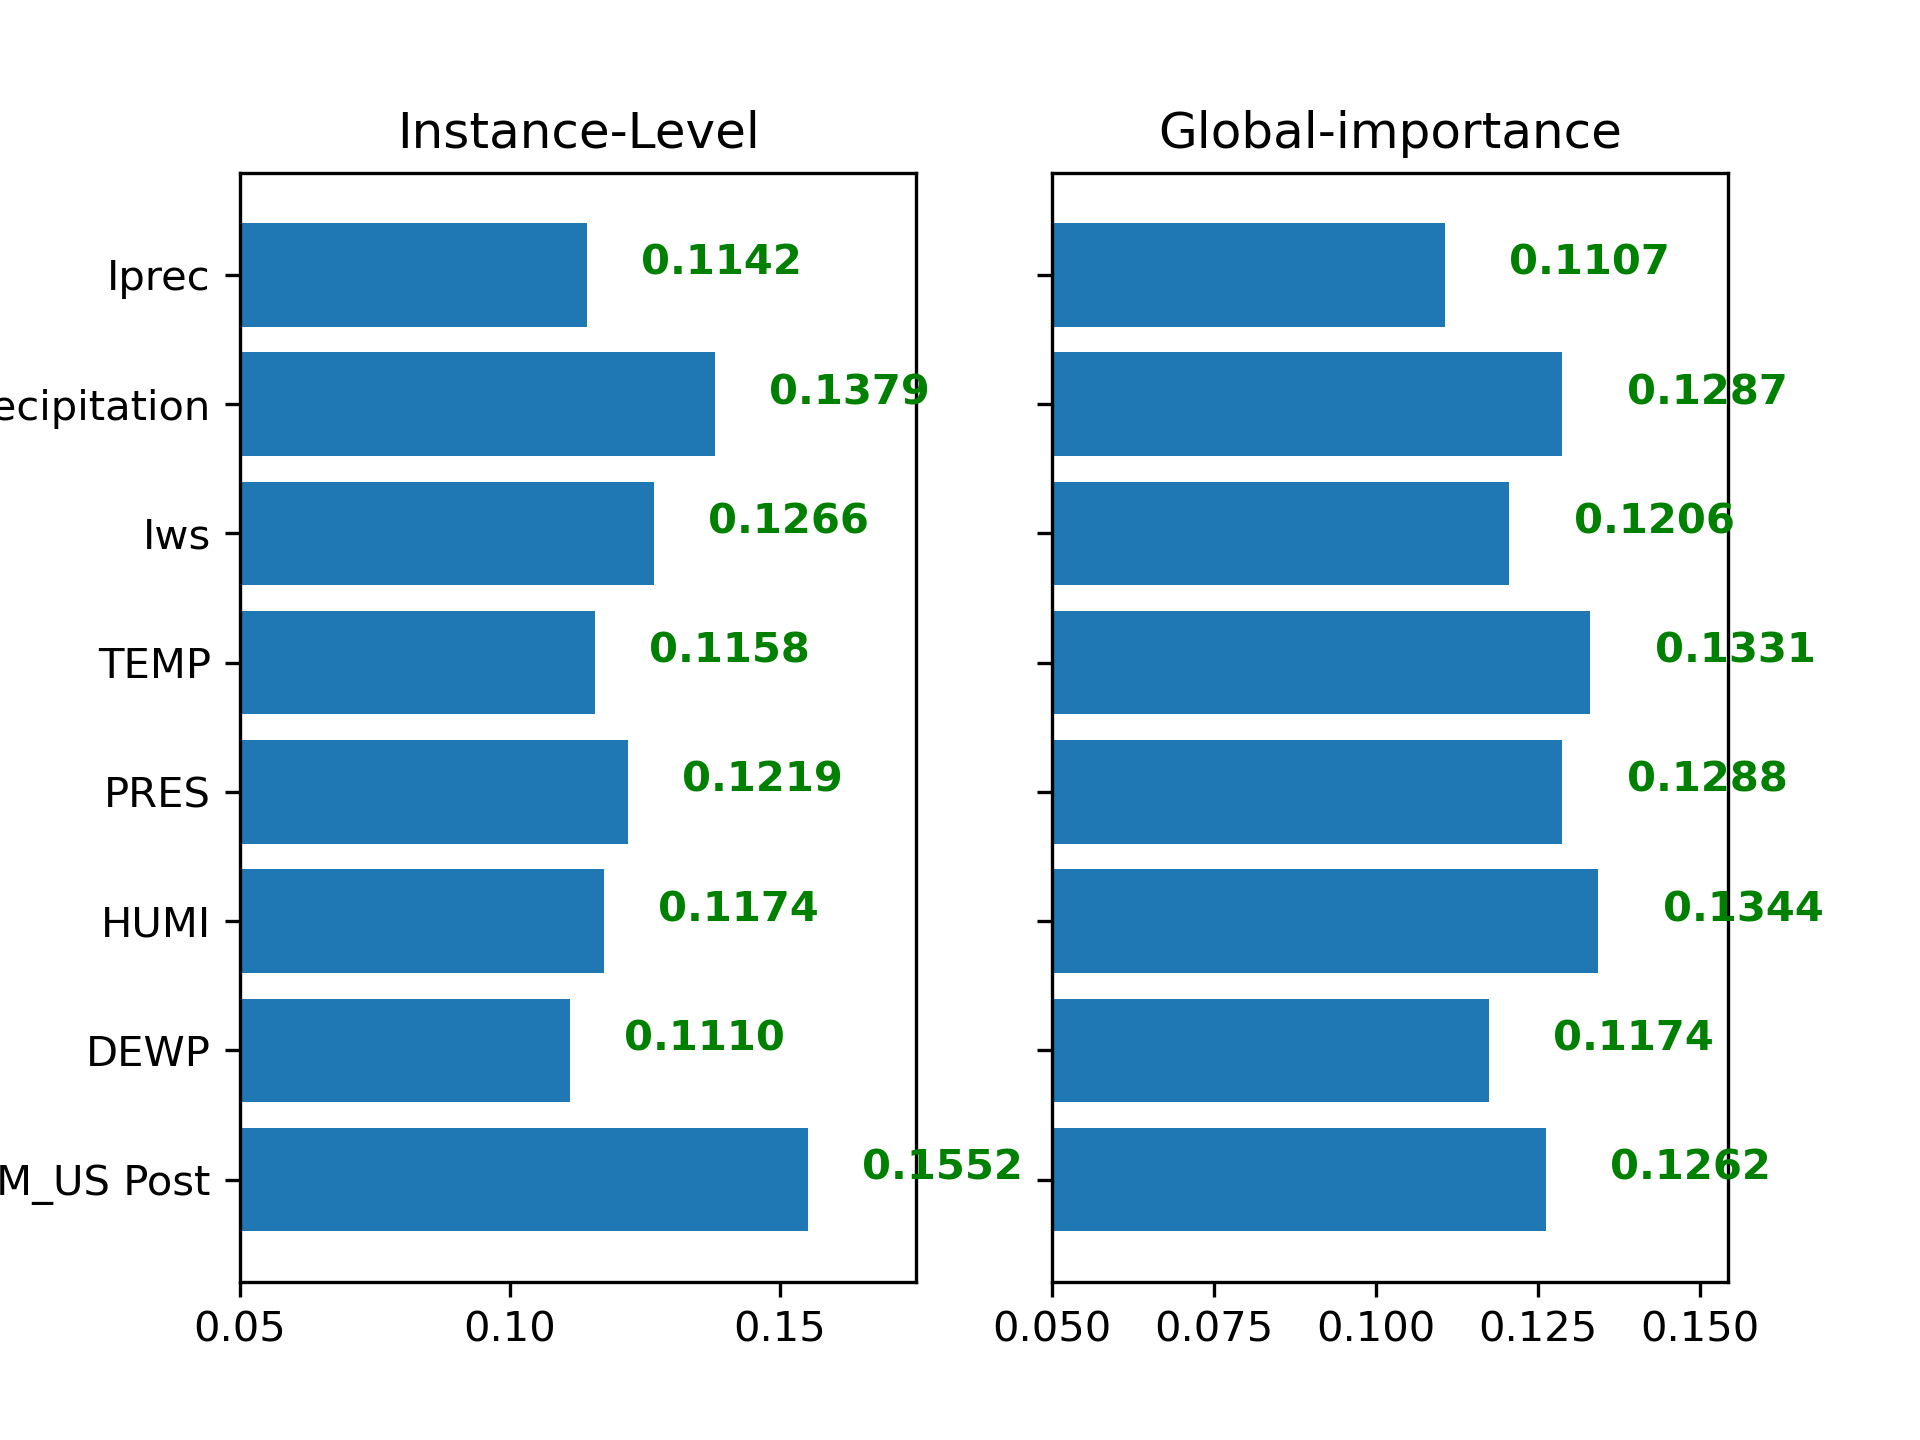 Instance-Level
Global-importance
Iprec
0.1142
0.1107
ecipitation
0.1379
0.1287
Iws
0.1266
0.1206
TEMP
0.1158
0.1331
PRES
0.1219
0.1288
HUMI
0.1174
0.1344
DEWP
0.1110
0.1174
M_US Post
0.1552
0.1262
0.05 0.10 0.15
0.050 0.075 0.100 0.125 0.150